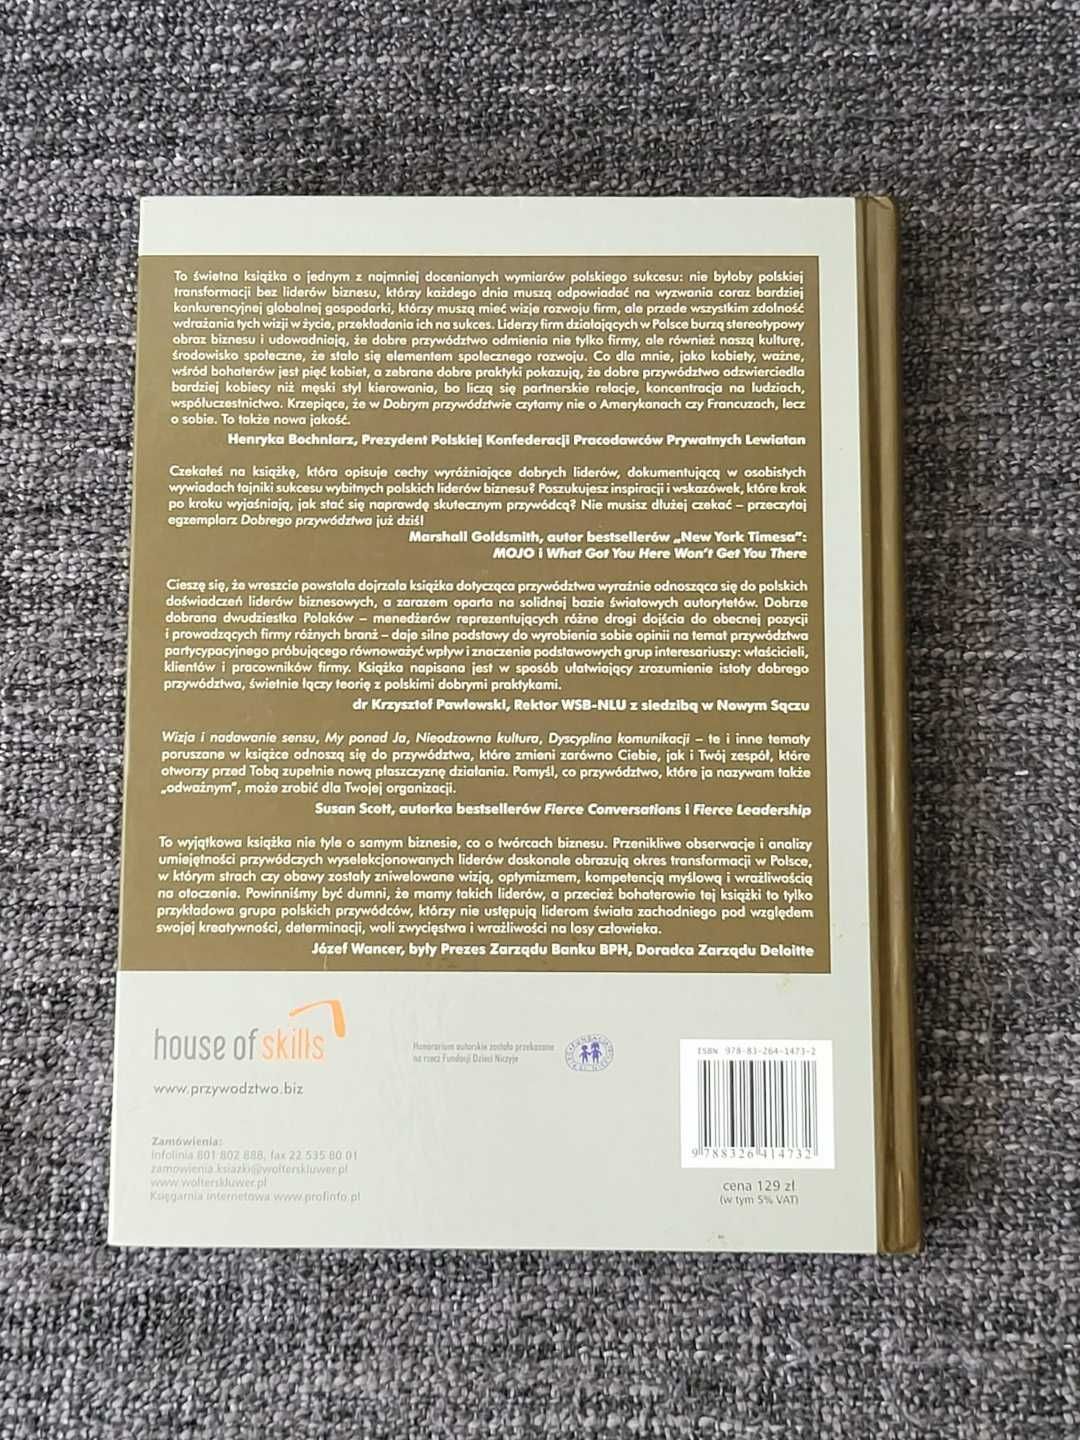 To świetna książka o jednym z najmniej docenianych wymiarów polskiego sukcesu: nie byłoby polskiej
transformacji bez liderów biznesu, którzy każdego dnia muszą odpowiadać na wyzwania coraz bardziej
konkurencyjnej globalnej gospodarki, którzy muszą mieć wizje rozwoju firm, ale przede wszystkim zdolność
wdrażania tych wizji w życie, przekładania ich na sukces. Liderzy firm działających w Polsce burzą stereotypowy
obraz biznesu i udowadniają, że dobre przywództwo odmienia nie tylko firmy, ale również naszą kulturę,
środowisko społeczne, że stało się elementem społecznego rozwoju. Co dla mnie, jako kobiety, ważne,
wśród bohaterów jest pięć kobiet, a zebrane dobre praktyki pokazują, że dobre przywództwo odzwierciedla
bardziej kobiecy niż męski styl kierowania, bo liczą się partnerskie relacje, koncentracja na ludziach,
współuczestnictwo. Krzepiące, że w Dobrym przywództwie czytamy nie o Amerykanach czy Francuzach, lecz
o sobie. To także nowa jakość.
Henryka Bochniarz, Prezydent Polskiej Konfederacji Pracodawców Prywatnych Lewiatan
Czekałeś na książkę, która opisuje cechy wyróżniające dobrych liderów, dokumentującą w osobistych
wywiadach tajniki sukcesu wybitnych polskich liderów biznesu? Poszukujesz inspiracji i wskazówek, które krok
po kroku wyjaśniają, jak stać się naprawdę skutecznym przywódcą? Nie musisz dłużej czekać – przeczytaj
egzemplarz Dobrego przywództwa już dziś!
Marshall Goldsmith, autor bestsellerów „New York Timesa”:
MOJO i What Got You Here Won't Get You There
Cieszę się, że wreszcie powstała dojrzała książka dotycząca przywództwa wyraźnie odnosząca się do polskich
doświadczeń liderów biznesowych, a zarazem oparta na solidnej bazie światowych autorytetów. Dobrze
dobrana dwudziestka Polaków – menedżerów reprezentujących różne drogi dojścia do obecnej pozycji
i prowadzących firmy różnych branż – daje silne podstawy do wyrobienia sobie opinii na temat przywództwa
partycypacyjnego próbującego równoważyć wpływ i znaczenie podstawowych grup interesariuszy: właścicieli,
klientów i pracowników firmy. Książka napisana jest w sposób ułatwiający zrozumienie istoty dobrego
przywództwa, świetnie łączy teorię z polskimi dobrymi praktykami.
dr Krzysztof Pawłowski, Rektor WSB-NLU z siedzibą w Nowym Sączu
Wizja i nadawanie sensu, My ponad Ja, Nieodzowna kultura, Dyscyplina komunikacji – te i inne tematy
poruszane w książce odnoszą się do przywództwa, które zmieni zarówno Ciebie, jak i Twój zespół, które
otworzy przed Tobą zupełnie nową płaszczyznę działania. Pomyśl, co przywództwo, które ja nazywam także
„odważnym”, może zrobić dla Twojej organizacji.
Susan Scott, autorka bestsellerów Fierce Conversations i Fierce Leadership
To wyjątkowa książka nie tyle o samym biznesie, co o twórcach biznesu. Przenikliwe obserwacje i analizy
umiejętności przywódczych wyselekcjonowanych liderów doskonale obrazują okres transformacji w Polsce,
w którym strach czy obawy zostały zniwelowane wizją, optymizmem, kompetencją myślową i wrażliwością
na otoczenie. Powinniśmy być dumni, że mamy takich liderów, a przecież bohaterowie tej książki to tylko
przykładowa grupa polskich przywódców, którzy nie ustępują liderom świata zachodniego pod względem
swojej kreatywności, determinacji, woli zwycięstwa i wrażliwości na losy człowieka.
Józef Wancer, były Prezes Zarządu Banku BPH, Doradca Zarządu Deloitte
house of skills
www.przywodztwo.biz
Honorarium autorskie zostało przekazane
na rzecz Fundacji Dzieci Niczyje
Zamówienia:
infolinia 801 802 888, fax 22 535 80 01
zamowienia.ksiazki@wolterskluwer.pl
www.wolterskluwer.pl
Księgarnia internetowa www.profinfo.pl
ISBN 978-83-264-1473-2
9 788326 414732
cena 129 zł
(w tym 5% VAT)